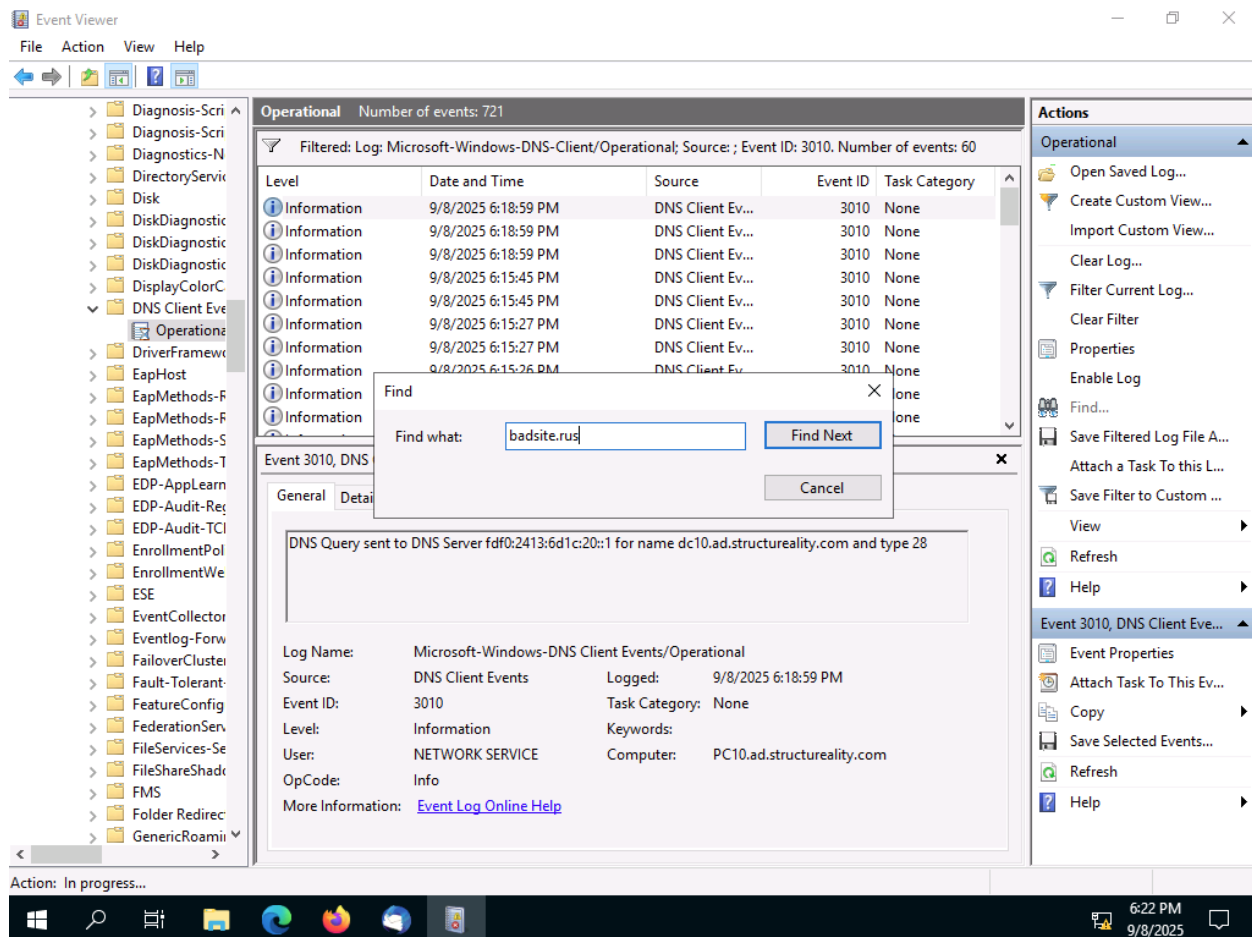 Event Viewer
File Action View Help
Diagnosis-Scri
Diagnosis-Scri
Diagnostics-N
DirectoryServic
Disk
DiskDiagnostic
DiskDiagnostic
DiskDiagnostic
DisplayColorC
DNS Client Eve
Operationa
DriverFramewo
EapHost
EapMethods-R
EapMethods-R
EapMethods-S
EapMethods-T
EDP-AppLearn
EDP-Audit-Reg
EDP-Audit-TCI
EnrollmentPol
EnrollmentWe
ESE
EventCollector
Eventlog-Forw
FailoverCluster
Fault-Tolerant-
FeatureConfig
FederationServ
FileServices-Se
FileShareShado
FMS
Folder Redirec
GenericRoami
Operational Number of events: 721
Filtered: Log: Microsoft-Windows-DNS-Client/Operational; Source: ; Event ID: 3010. Number of events: 60
Level Date and Time Source Event ID Task Category
Information 9/8/2025 6:18:59 PM DNS Client Ev... 3010 None
Information 9/8/2025 6:18:59 PM DNS Client Ev... 3010 None
Information 9/8/2025 6:18:59 PM DNS Client Ev... 3010 None
Information 9/8/2025 6:15:45 PM DNS Client Ev... 3010 None
Information 9/8/2025 6:15:45 PM DNS Client Ev... 3010 None
Information 9/8/2025 6:15:27 PM DNS Client Ev... 3010 None
Information 9/8/2025 6:15:27 PM DNS Client Ev... 3010 None
Information 9/8/2025 6:15:26 PM DNS Client Ev 3010 None
Information
Information
Find
Find what: badsite.rus Find Next
Cancel
Event 3010, DNS
General Detai
DNS Query sent to DNS Server fdf0:2413:6d1c:20::1 for name dc10.ad.structureality.com and type 28
Log Name: Microsoft-Windows-DNS Client Events/Operational
Source: DNS Client Events Logged: 9/8/2025 6:18:59 PM
Event ID: 3010 Task Category: None
Level: Information Keywords:
User: NETWORK SERVICE Computer: PC10.ad.structureality.com
OpCode: Info
More Information: Event Log Online Help
Actions
Operational
Open Saved Log...
Create Custom View...
Import Custom View...
Clear Log...
Filter Current Log...
Clear Filter
Properties
Enable Log
Find...
Save Filtered Log File A...
Attach a Task To this L...
Save Filter to Custom ...
View
Refresh
Help
Event 3010, DNS Client Eve...
Event Properties
Attach Task To This Ev...
Copy
Save Selected Events...
Refresh
Help
Action: In progress...
6:22 PM
9/8/2025